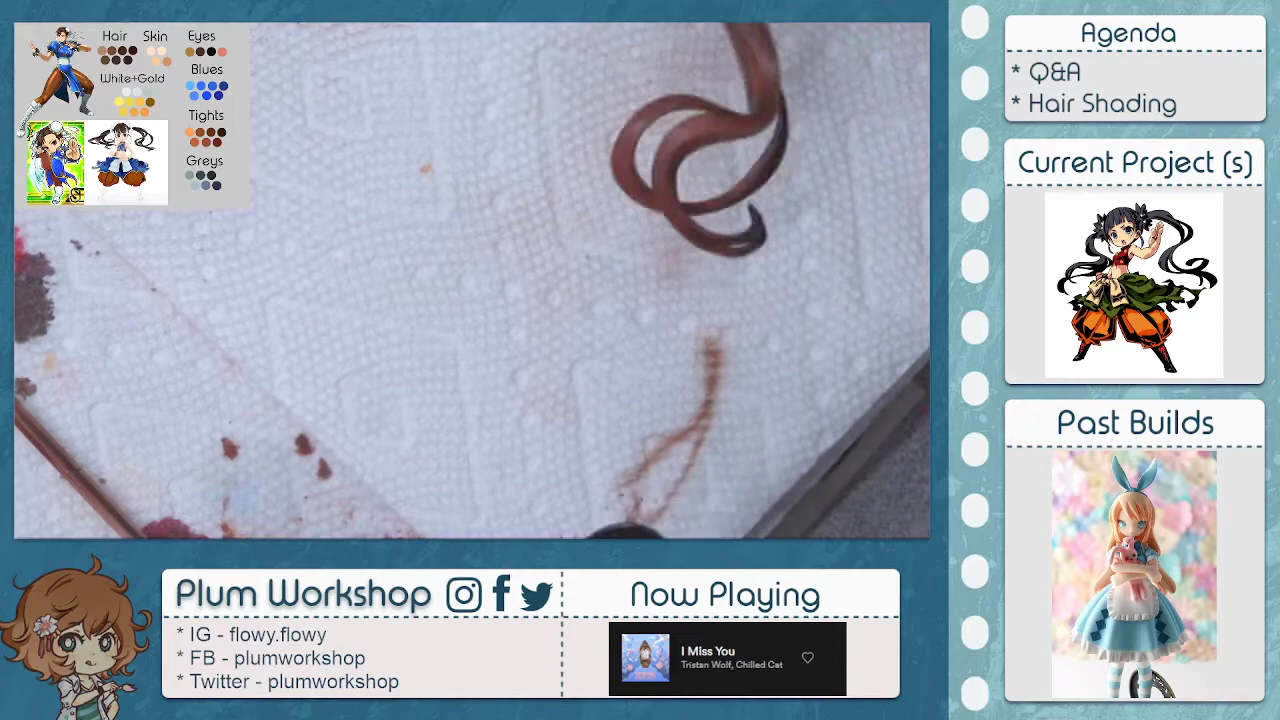 Hair
Skin
Eyes
White+Gold
Blues
Tights
Greys
Agenda
* Q&A
* Hair Shading
Current Project (s)
Past Builds
Plum Workshop
* IG - flowy.flowy
* FB - plumworkshop
* Twitter - plumworkshop
Now Playing
I Miss You
Tristan Wolf, Chilled Cat